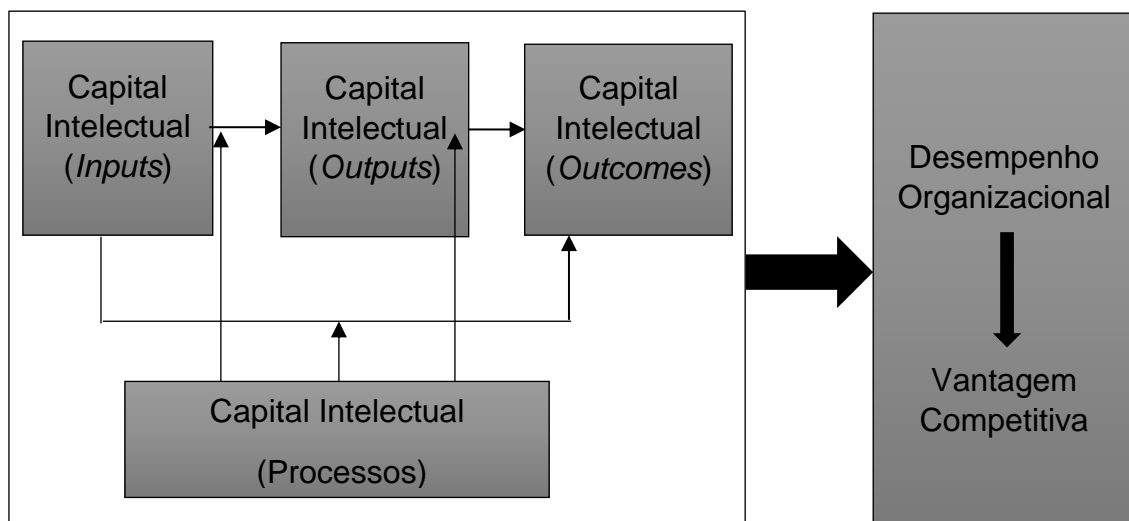 Capital
Intelectual
(Inputs)
Capital
Intelectual
(Outputs)
Capital
Intelectual
(Outcomes)
Capital Intelectual
(Processos)
Desempenho
Organizacional
Vantagem
Competitiva